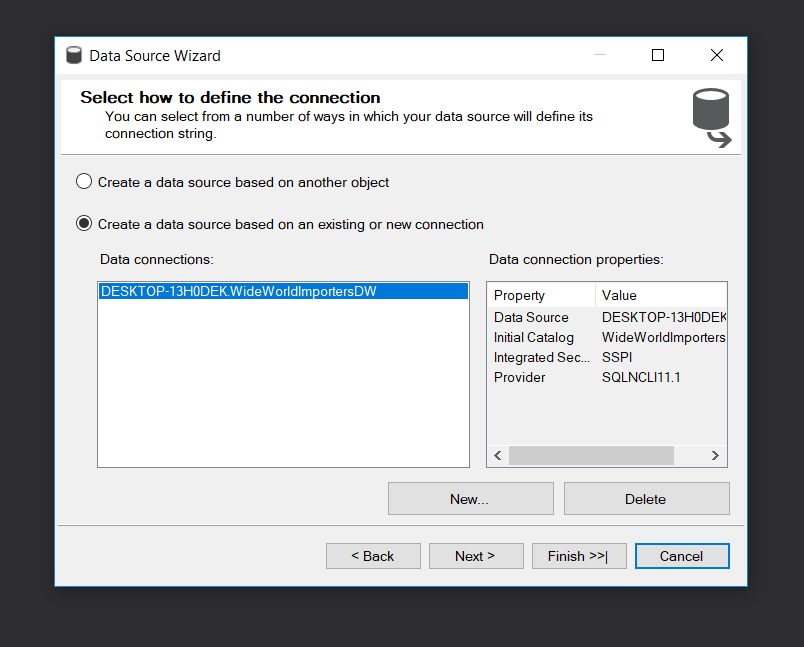 Data Source Wizard
Select how to define the connection
You can select from a number of ways in which your data source will define its
connection string.
Create a data source based on another object
Create a data source based on an existing or new connection
Data connections:
Data connection properties:
DESKTOP-13H0DEK.WideWorldImportersDW
Property Value
Data Source DESKTOP-13H0DEK
Initial Catalog WideWorldImporters
Integrated Sec... SSPI
Provider SQLNCLI11.1
New...
Delete
< Back
Next >
Finish >>|
Cancel